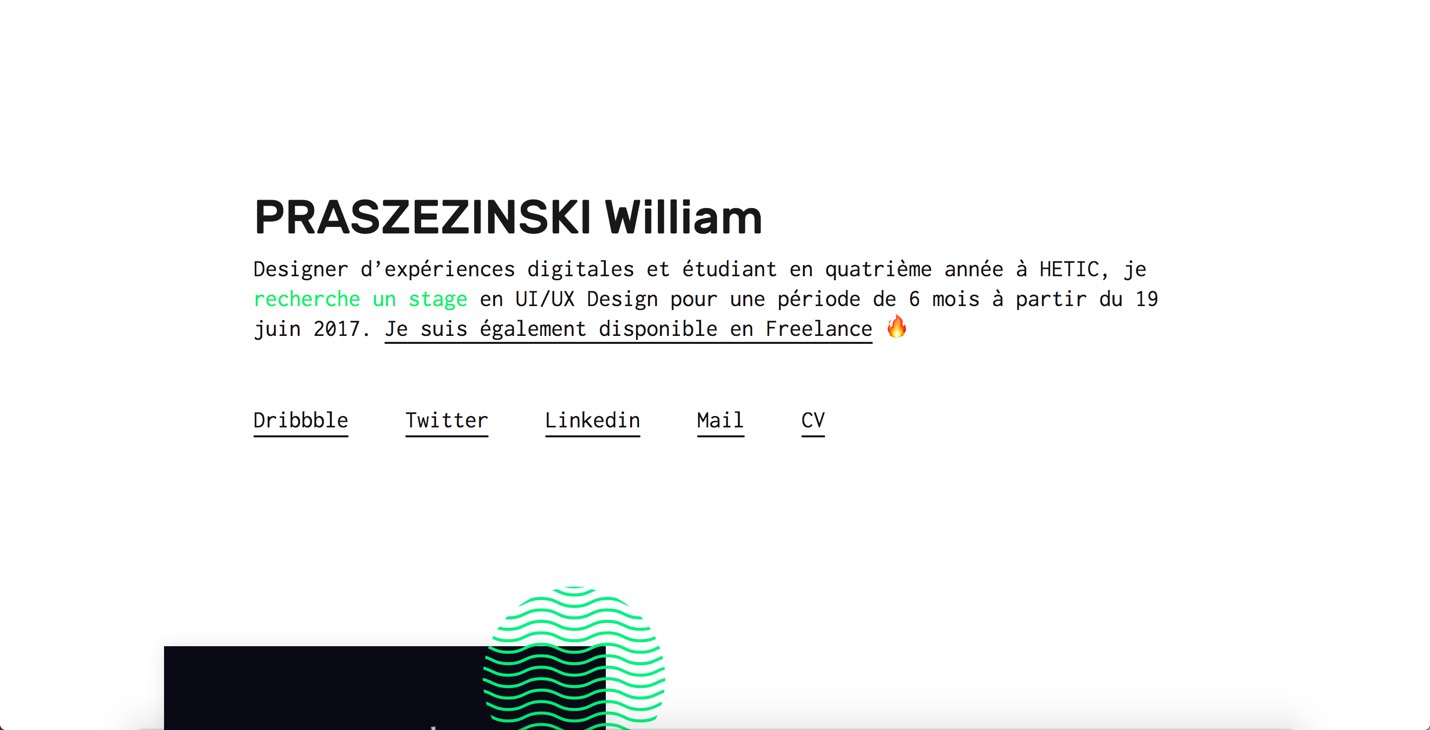 PRASZEZINSKI William
Designer d’expériences digitales et étudiant en quatrième année à HETIC, je
recherche un stage en UI/UX Design pour une période de 6 mois à partir du 19
juin 2017. Je suis également disponible en Freelance 🔥
Dribbble Twitter Linkedin Mail CV